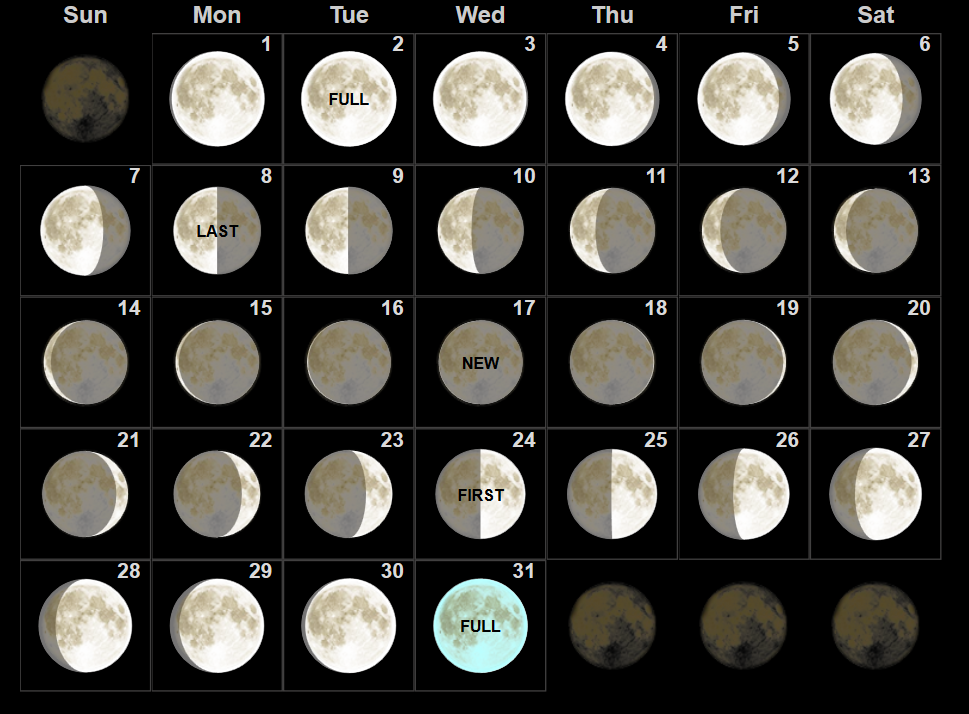 Sun Mon Tue Wed Thu Fri Sat
1 2 3 4 5 6
FULL
7 8 9 10 11 12 13
LAST
14 15 16 17 18 19 20
NEW
21 22 23 24 25 26 27
FIRST
28 29 30 31
FULL